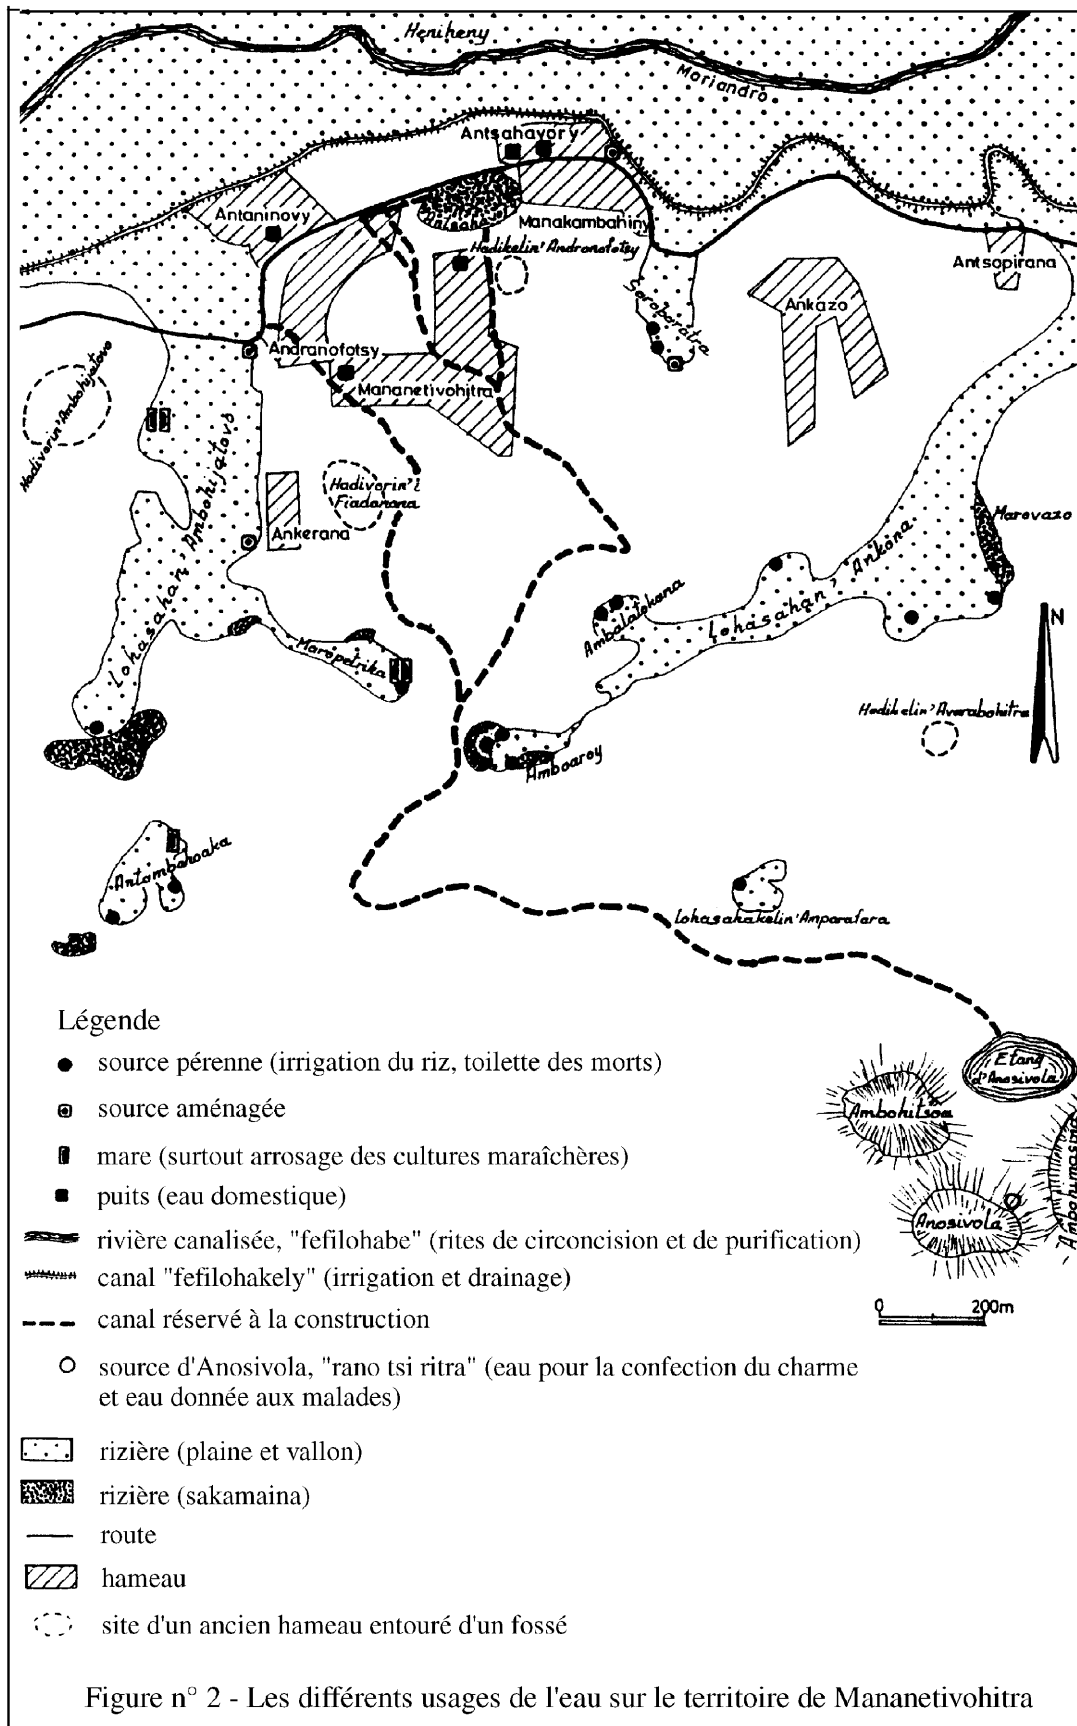 Heniheny
Moriandro
Antsahavory
Antaninovy
Manakambahiny
Hadikelin'Andranofotsy
Antsopirana
Soroborátra
Ankazo
Andranofotsy
Mananetivohitra
Hadivorin'Ambohijatovo
Lohasahan'Ambohijatovo
Hadivorin'i
Fiadanana
Ankerana
Marovazo
Lohasahan'Ankona
Ambalatokana
Maropetrika
N
Hadikelin'Avarabohitra
Amboaroy
Antambahoaka
Lohasahakelin'Amparafara
Etang
d'Anosivola
Ambohitsoa
Anosivola
0 200m
Légende
source pérenne (irrigation du riz, toilette des morts)
source aménagée
mare (surtout arrosage des cultures maraîchères)
puits (eau domestique)
rivière canalisée, "fefilohabe" (rites de circoncision et de purification)
canal "fefilohakely" (irrigation et drainage)
canal réservé à la construction
source d'Anosivola, "rano tsi ritra" (eau pour la confection du charme
et eau donnée aux malades)
rizière (plaine et vallon)
rizière (sakamaina)
route
hameau
site d'un ancien hameau entouré d'un fossé
Figure n° 2 - Les différents usages de l'eau sur le territoire de Mananetivohitra